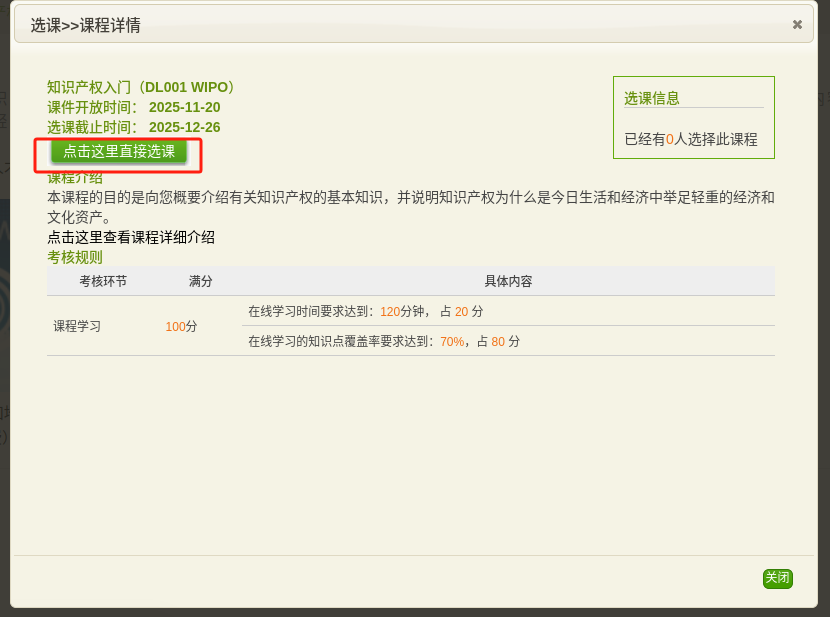 选课>>课程详情
知识产权入门（DL001 WIPO）
课件开放时间： 2025-11-20
选课截止时间： 2025-12-26
点击这里直接选课
选课信息
已经有0人选择此课程
课程介绍
本课程的目的是向您概要介绍有关知识产权的基本知识，并说明知识产权为什么是今日生活和经济中举足轻重的经济和
文化资产。
点击这里查看课程详细介绍
考核规则
考核环节 满分 具体内容
课程学习 100分
在线学习时间要求达到：120分钟， 占 20 分
在线学习的知识点覆盖率要求达到：70%，占 80 分
关闭